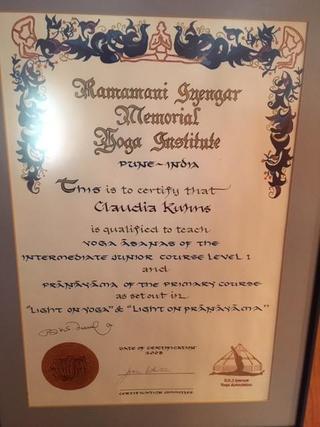 Ramamani Iyengar
Memorial
Yoga Institute
PUNE–INDIA
This is to certify that
Claudia Kuhns
is qualified to teach
YOGA ĀSANAS OF THE
INTERMEDIATE JUNIOR COURSE LEVEL 1
and
PRĀNĀYĀMA OF THE PRIMARY COURSE
as set out in
"LIGHT ON YOGA" & "LIGHT ON PRĀNĀYĀMA"
DATE OF CERTIFICATION
2003
B.K.S Iyengar
Yoga Association
CERTIFICATION COMMITTEE